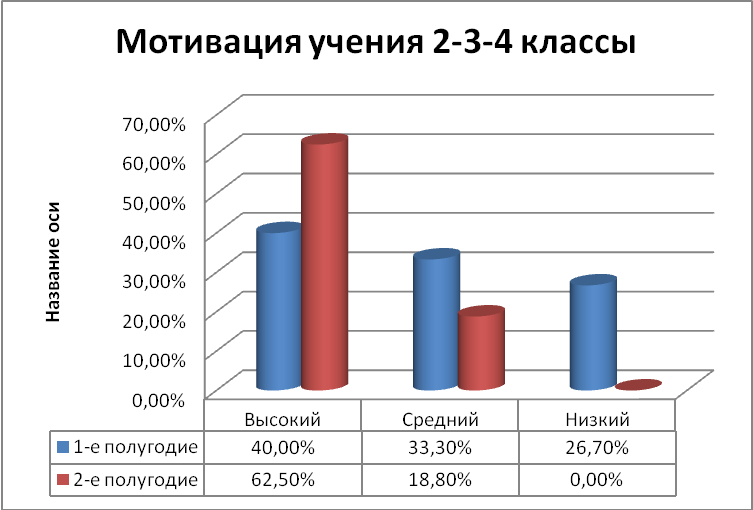 Мотивация учения 2-3-4 классы
Название оси
70,00%
60,00%
50,00%
40,00%
30,00%
20,00%
10,00%
0,00%
Высокий Средний Низкий
1-е полугодие 40,00% 33,30% 26,70%
2-е полугодие 62,50% 18,80% 0,00%